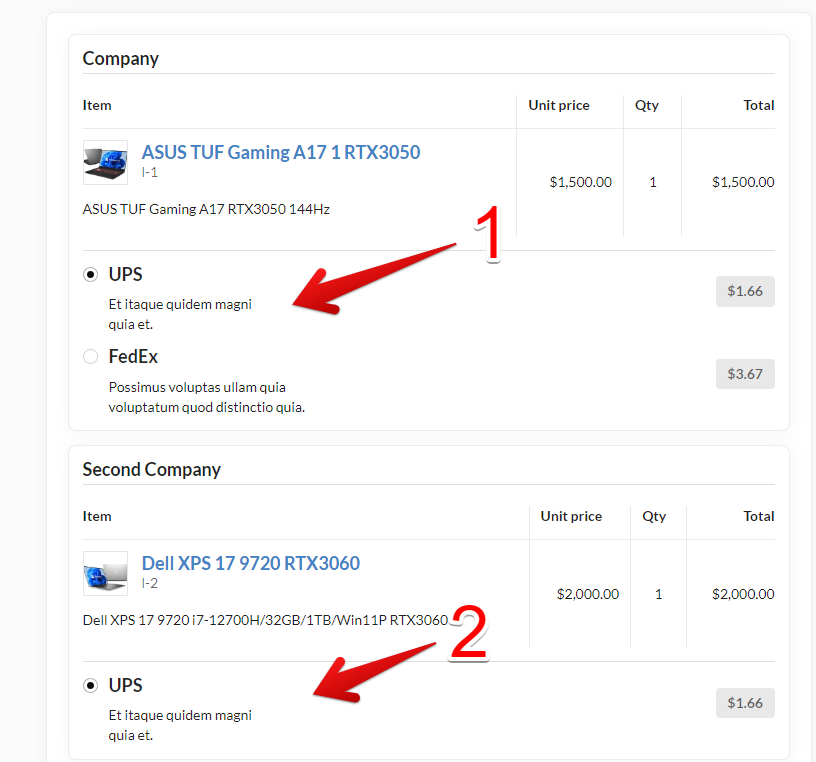 Company
Item Unit price Qty Total
ASUS TUF Gaming A17 1 RTX3050
I-1
$1,500.00 1 $1,500.00
ASUS TUF Gaming A17 RTX3050 144Hz
1
UPS
$1.66
Et itaque quidem magni
quia et.
FedEx
$3.67
Possimus voluptas ullam quia
voluptatum quod distinctio quia.
Second Company
Item Unit price Qty Total
Dell XPS 17 9720 RTX3060
I-2
$2,000.00 1 $2,000.00
Dell XPS 17 9720 i7-12700H/32GB/1TB/Win11P RTX3060
2
UPS
$1.66
Et itaque quidem magni
quia et.